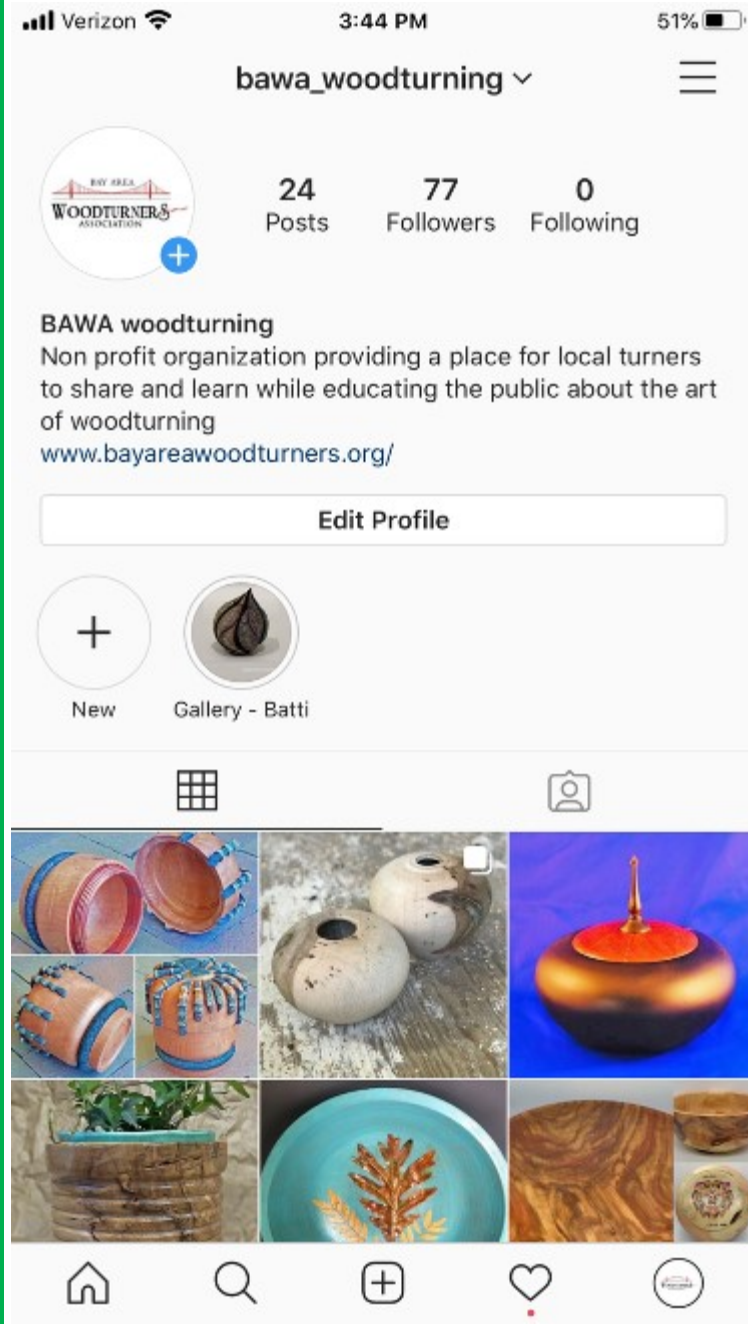 Verizon
3:44 PM
51%
bawa_woodturning
BAY AREA
WOODTURNERS
ASSOCIATION
24
Posts
77
Followers
0
Following
BAWA woodturning
Non profit organization providing a place for local turners
to share and learn while educating the public about the art
of woodturning
www.bayareawoodturners.org/
Edit Profile
New
Gallery - Batti